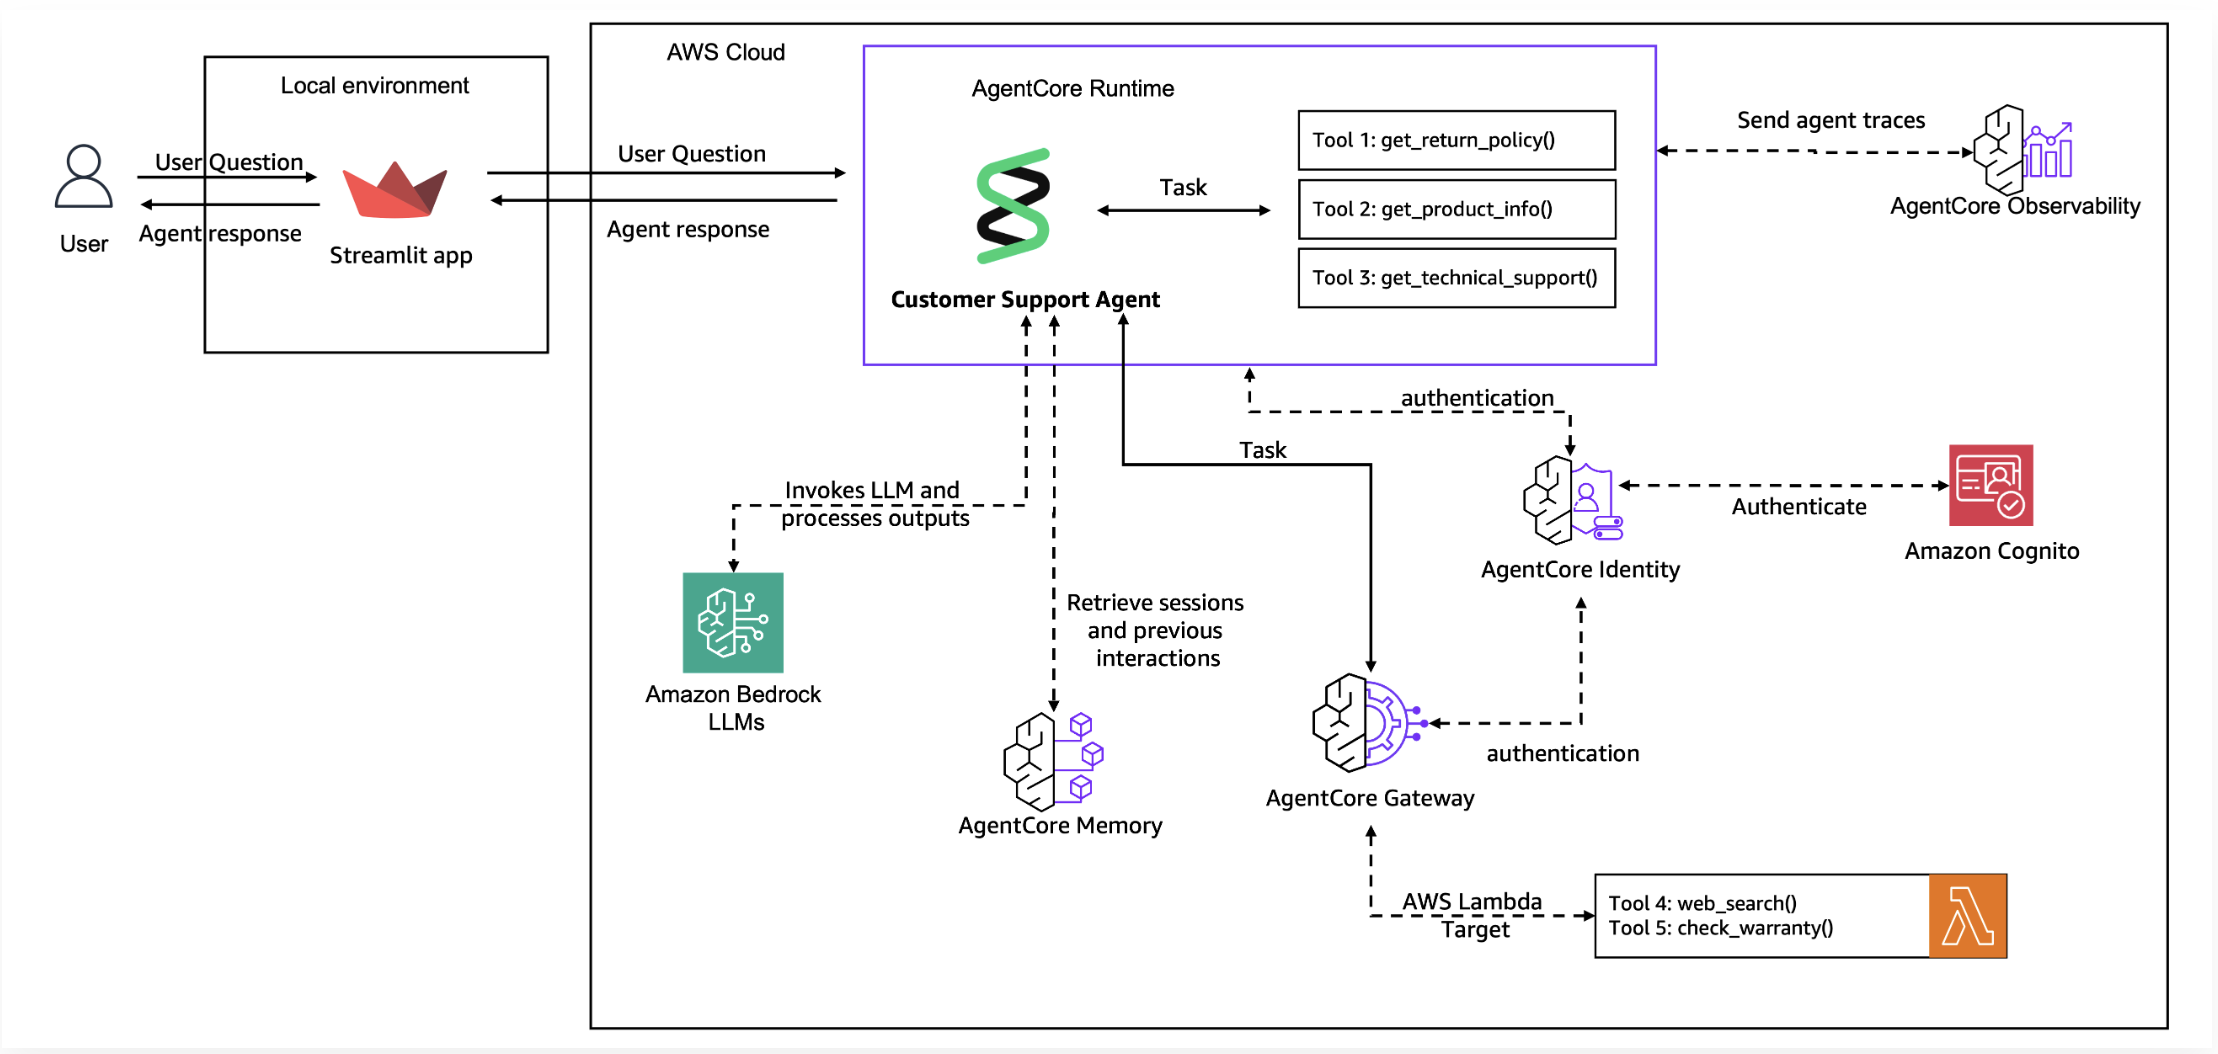 AWS Cloud
Local environment
AgentCore Runtime
User Question
Agent response
User
Streamlit app
User Question
Agent response
Customer Support Agent
Task
Tool 1: get_return_policy()
Tool 2: get_product_info()
Tool 3: get_technical_support()
Send agent traces
AgentCore Observability
authentication
Task
Invokes LLM and
processes outputs
Amazon Bedrock
LLMs
Retrieve sessions
and previous
interactions
AgentCore Memory
AgentCore Identity
Authenticate
Amazon Cognito
authentication
AgentCore Gateway
AWS Lambda
Target
Tool 4: web_search()
Tool 5: check_warranty()